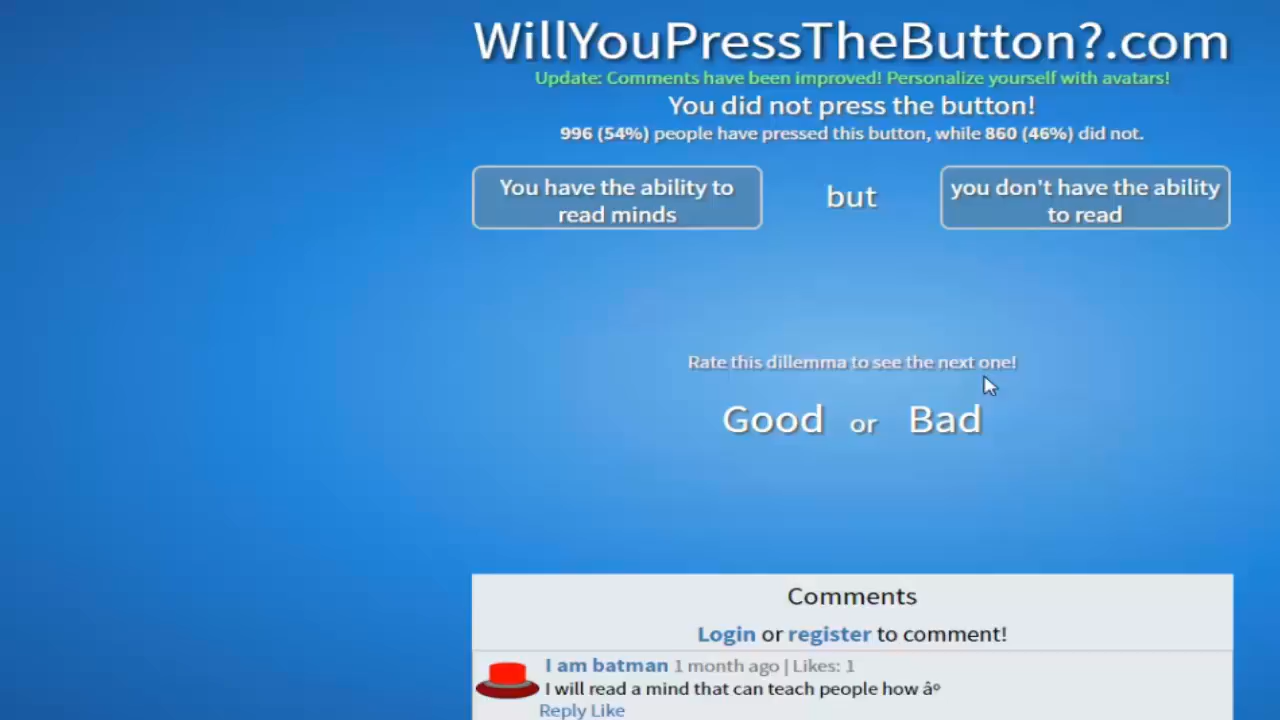 WillYouPressTheButton?.com
Update: Comments have been improved! Personalize yourself with avatars!
You did not press the button!
996 (54%) people have pressed this button, while 860 (46%) did not.
You have the ability to
read minds
but
you don't have the ability
to read
Rate this dillemma to see the next one!
Good or Bad
Comments
Login or register to comment!
I am batman 1 month ago | Likes: 1
I will read a mind that can teach people how âº
Reply Like